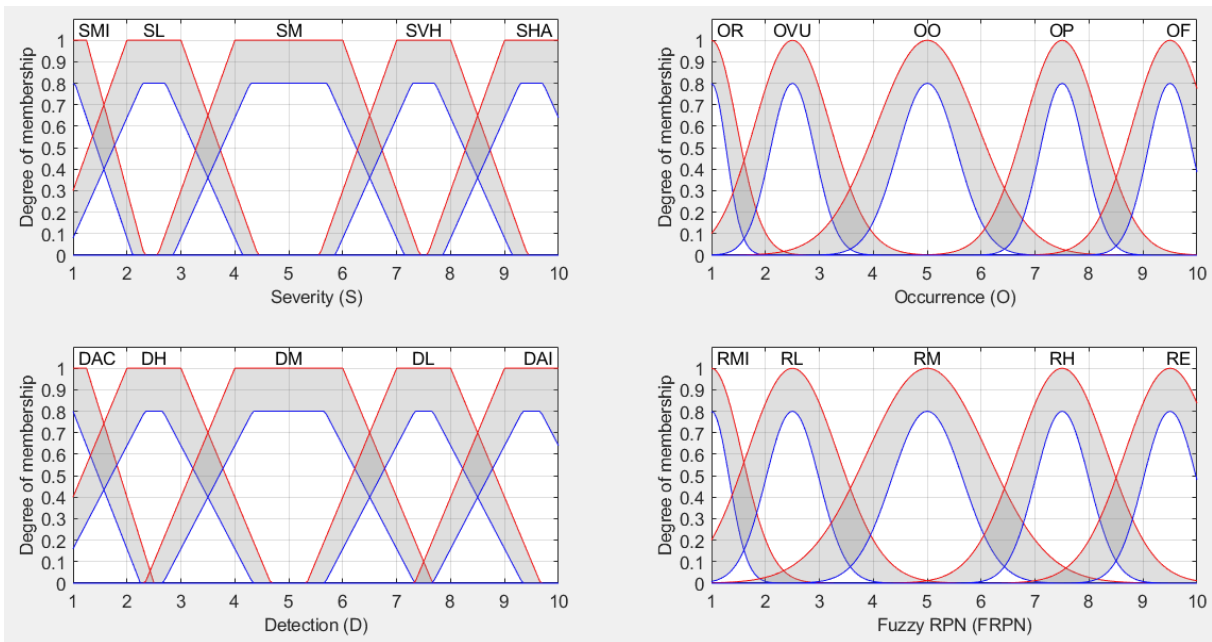 SMI SL SM SVH SHA
1
0.9
0.8
0.7
0.6
0.5
0.4
0.3
0.2
0.1
0
Degree of membership
1 2 3 4 5 6 7 8 9 10
Severity (S)
OR OVU OO OP OF
1
0.9
0.8
0.7
0.6
0.5
0.4
0.3
0.2
0.1
0
Degree of membership
1 2 3 4 5 6 7 8 9 10
Occurrence (O)
DAC DH DM DL DAI
1
0.9
0.8
0.7
0.6
0.5
0.4
0.3
0.2
0.1
0
Degree of membership
1 2 3 4 5 6 7 8 9 10
Detection (D)
RMI RL RM RH RE
1
0.9
0.8
0.7
0.6
0.5
0.4
0.3
0.2
0.1
0
Degree of membership
1 2 3 4 5 6 7 8 9 10
Fuzzy RPN (FRPN)